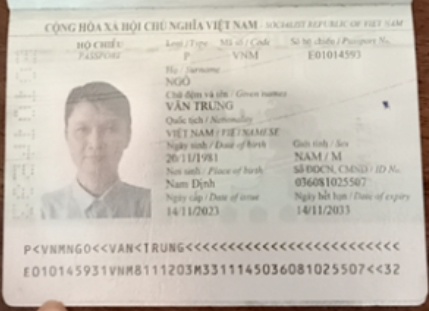 CỘNG HÒA XÃ HỘI CHỦ NGHĨA VIỆT NAM - SOCIALIST REPUBLIC OF VIET NAM
HỘ CHIẾU
PASSPORT
Loại / Type Mã số / Code Số hộ chiếu / Passport No
P VNM E01014593
Họ / Surname
NGÔ
Chữ đệm và tên / Given names
VĂN TRUNG
Quốc tịch / Nationality
VIỆT NAM / VIETNAMESE
Ngày sinh / Date of birth Giới tính / Sex
20/11/1981 NAM / M
Nơi sinh / Place of birth Số ĐDCN, CMND / ID No
Nam Định 036081025507
Ngày cấp / Date of issue Ngày hết hạn / Date of expiry
14/11/2023 14/11/2033
P<VNMNGO<<VAN<TRUNG<<<<<<<<<<<<<<<<<<<<<<<<<
E010145931VNM8111203M3311145036081025507<<32